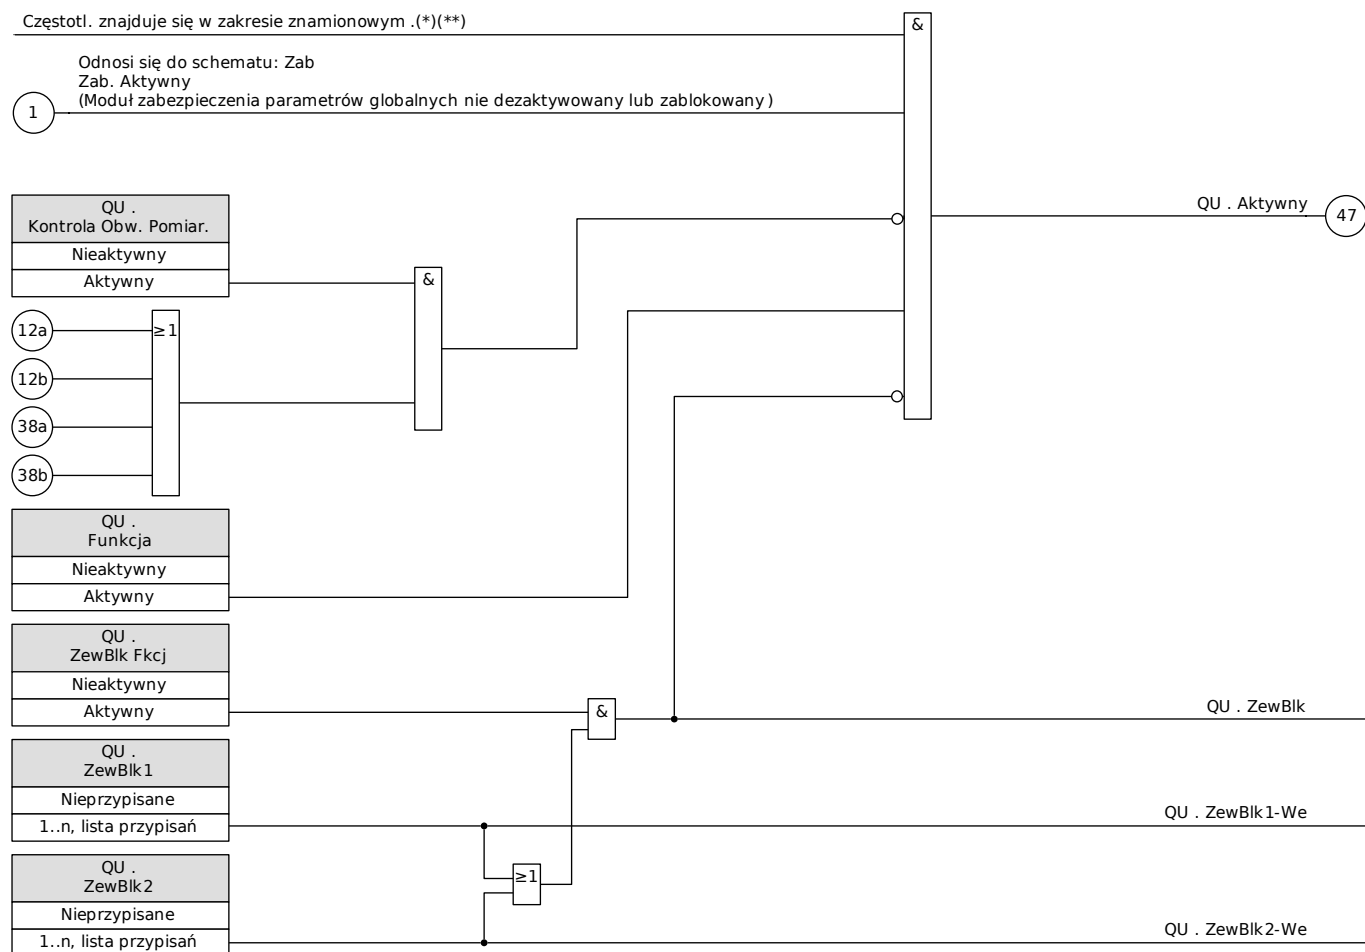 Częstotl. znajduje się w zakresie znamionowym .(*)(**)
&
Odnosi się do schematu: Zab
Zab. Aktywny
(Moduł zabezpieczenia parametrów globalnych nie dezaktywowany lub zablokowany )
1
QU .
Kontrola Obw. Pomiar.
Nieaktywny
Aktywny
&
QU . Aktywny
47
12a
≥1
12b
38a
38b
QU .
Funkcja
Nieaktywny
Aktywny
QU .
ZewBlk Fkcj
Nieaktywny
Aktywny
&
QU . ZewBlk
QU .
ZewBlk1
Nieprzypisane
1..n, lista przypisań
QU . ZewBlk1-We
QU .
ZewBlk2
Nieprzypisane
1..n, lista przypisań
≥1
QU . ZewBlk2-We